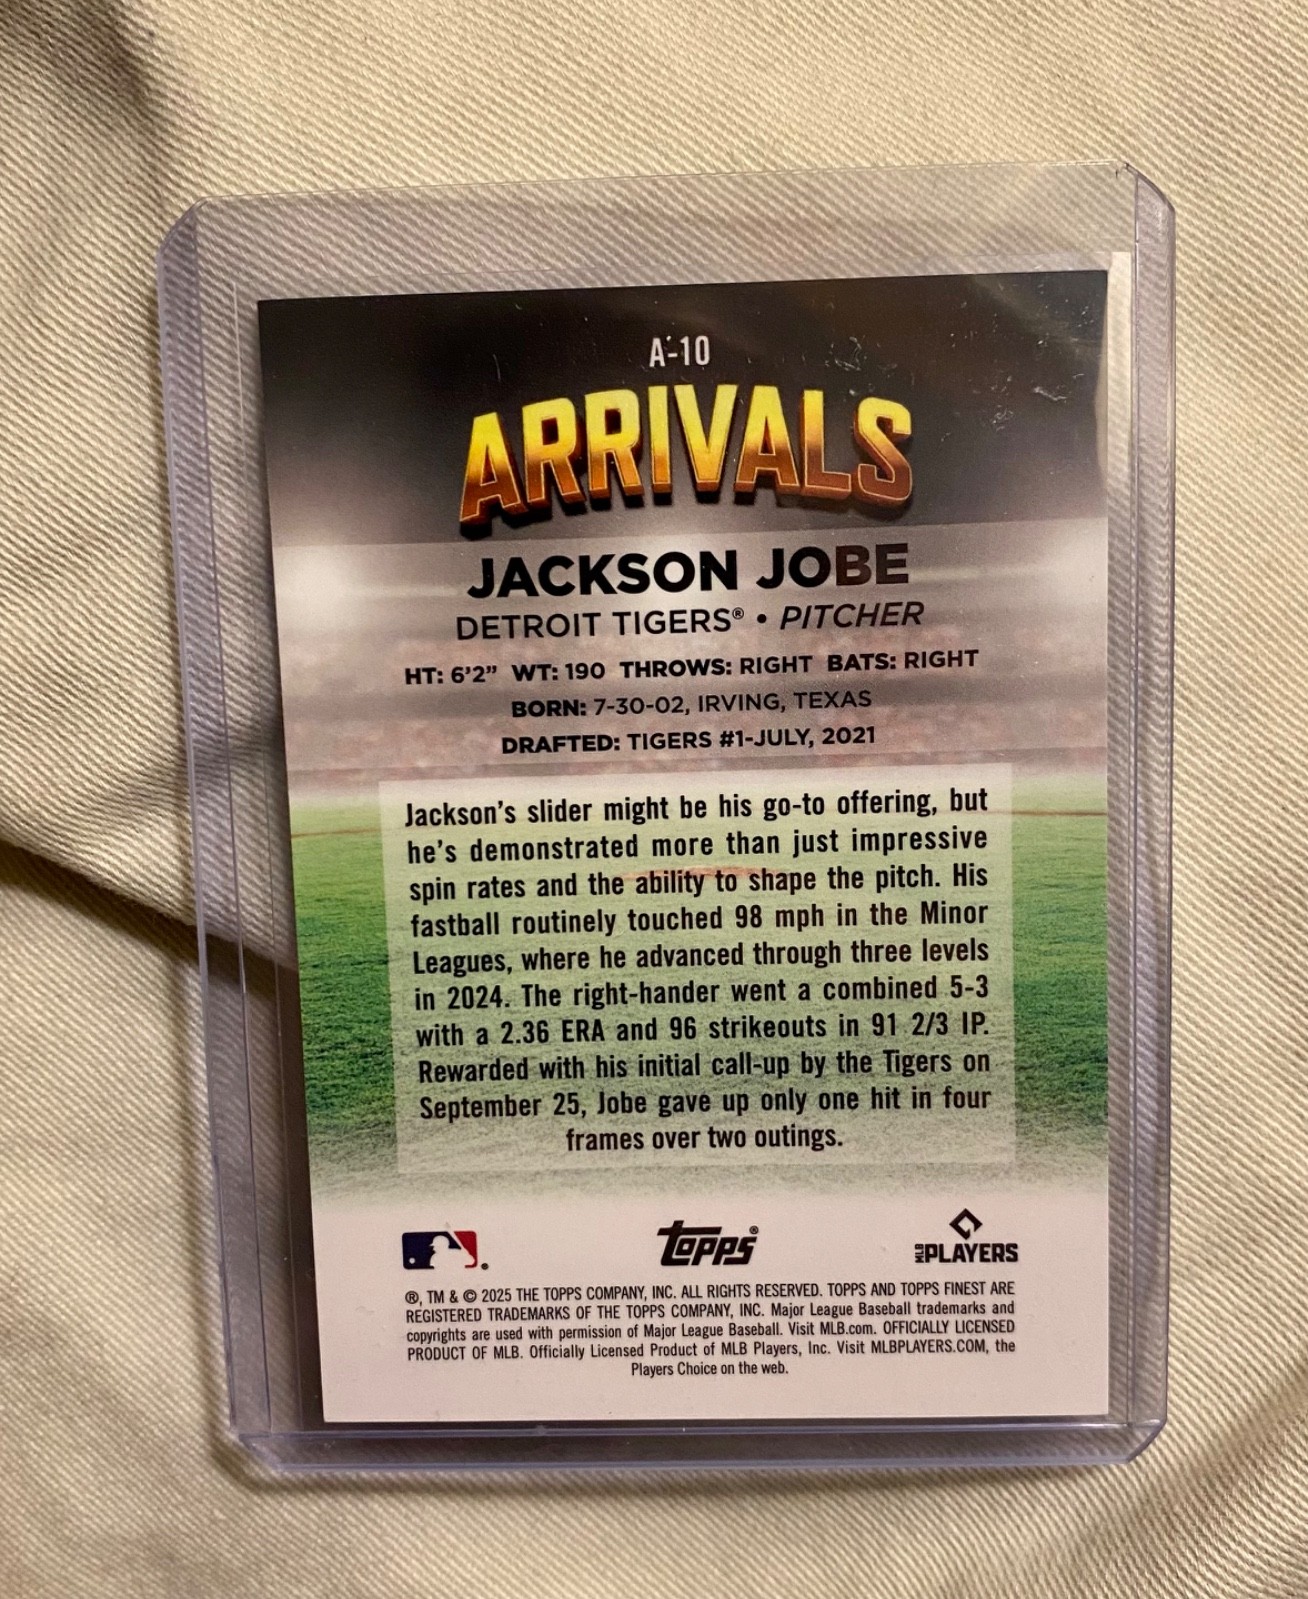 A-10
ARRIVALS
JACKSON JOBE
DETROIT TIGERS® • PITCHER
HT: 6'2" WT: 190 THROWS: RIGHT BATS: RIGHT
BORN: 7-30-02, IRVING, TEXAS
DRAFTED: TIGERS #1-JULY, 2021
Jackson's slider might be his go-to offering, but
he's demonstrated more than just impressive
spin rates and the ability to shape the pitch. His
fastball routinely touched 98 mph in the Minor
Leagues, where he advanced through three levels
in 2024. The right-hander went a combined 5-3
with a 2.36 ERA and 96 strikeouts in 91 2/3 IP.
Rewarded with his initial call-up by the Tigers on
September 25, Jobe gave up only one hit in four
frames over two outings.
Topps® MLB PLAYERS
®, TM & © 2025 THE TOPPS COMPANY, INC. ALL RIGHTS RESERVED. TOPPS AND TOPPS FINEST ARE
REGISTERED TRADEMARKS OF THE TOPPS COMPANY, INC. Major League Baseball trademarks and
copyrights are used with permission of Major League Baseball. Visit MLB.com. OFFICIALLY LICENSED
PRODUCT OF MLB. Officially Licensed Product of MLB Players, Inc. Visit MLBPLAYERS.COM, the
Players Choice on the web.